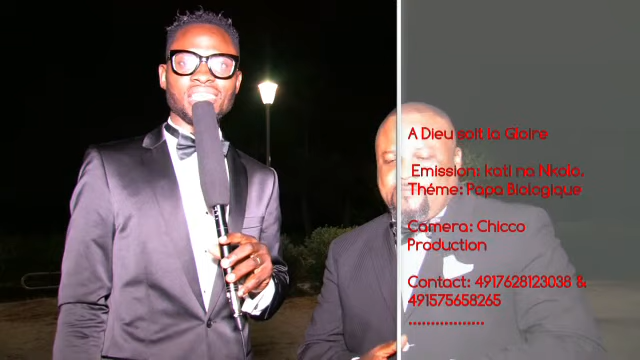 A Dieu soit la Gloire
Emission: kati na Nkolo.
Théme: Papa Biologique
Camera: Chicco
Production
Contact: 4917628123038 &
491575658265
.................